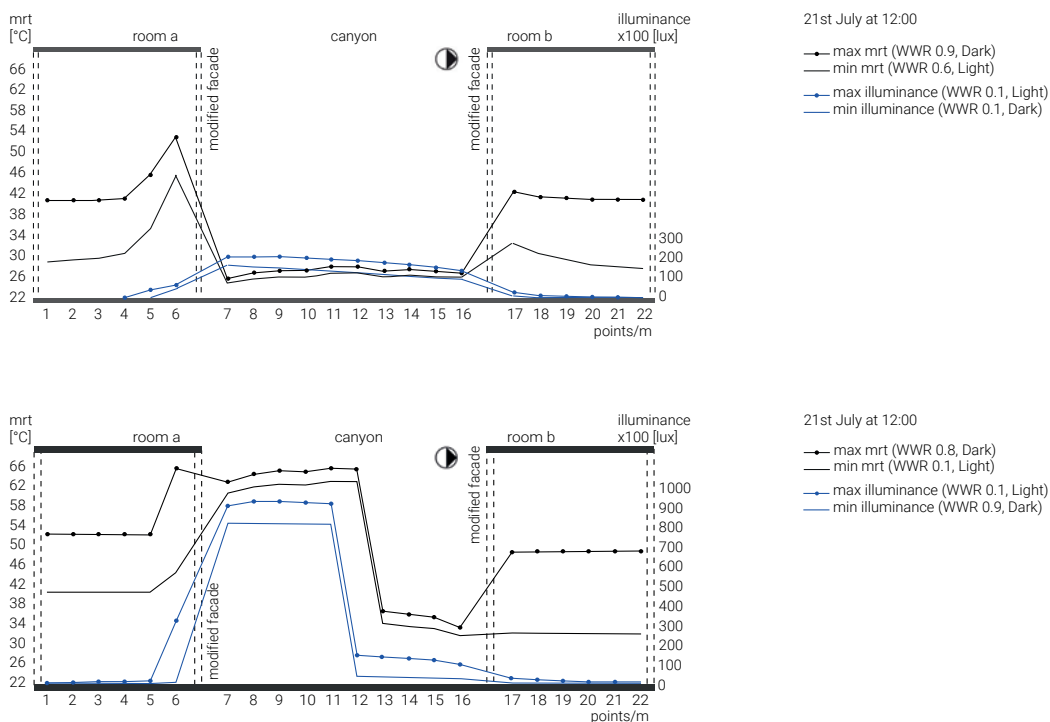 mrt
[°C]
room a
canyon
room b
illuminance
x100 [lux]
modified facade
modified facade
66
62
58
54
50
46
42
38
34
30
26
22
300
200
100
0
1 2 3 4 5 6 7 8 9 10 11 12 13 14 15 16 17 18 19 20 21 22
points/m
21st July at 12:00
max mrt (WWR 0.9, Dark)
min mrt (WWR 0.6, Light)
max illuminance (WWR 0.1, Light)
min illuminance (WWR 0.1, Dark)
mrt
[°C]
room a
canyon
room b
illuminance
x100 [lux]
modified facade
modified facade
66
62
58
54
50
46
42
38
34
30
26
22
1000
900
800
700
600
500
400
300
200
100
0
1 2 3 4 5 6 7 8 9 10 11 12 13 14 15 16 17 18 19 20 21 22
points/m
21st July at 12:00
max mrt (WWR 0.8, Dark)
min mrt (WWR 0.1, Light)
max illuminance (WWR 0.1, Light)
min illuminance (WWR 0.9, Dark)